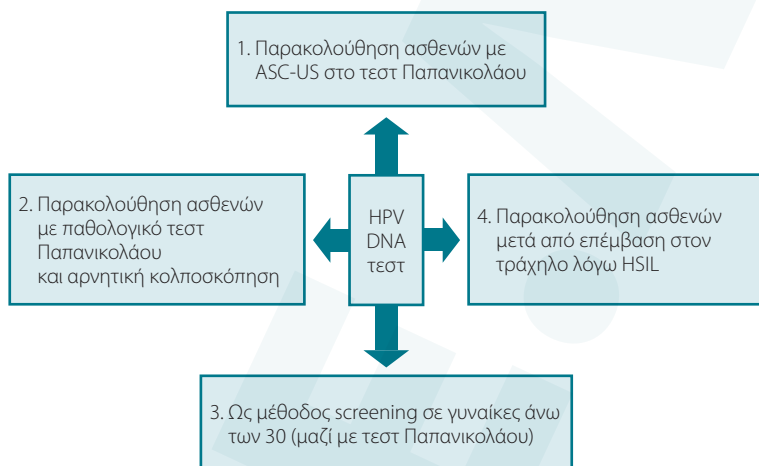 1. Παρακολούθηση ασθενών με
ASC-US στο τεστ Παπανικολάου
2. Παρακολούθηση ασθενών
με παθολογικό τεστ
Παπανικολάου
και αρνητική κολποσκόπηση
HPV
DNA
τεστ
4. Παρακολούθηση ασθενών
μετά από επέμβαση στον
τράχηλο λόγω HSIL
3. Ως μέθοδος screening σε γυναίκες άνω
των 30 (μαζί με τεστ Παπανικολάου)